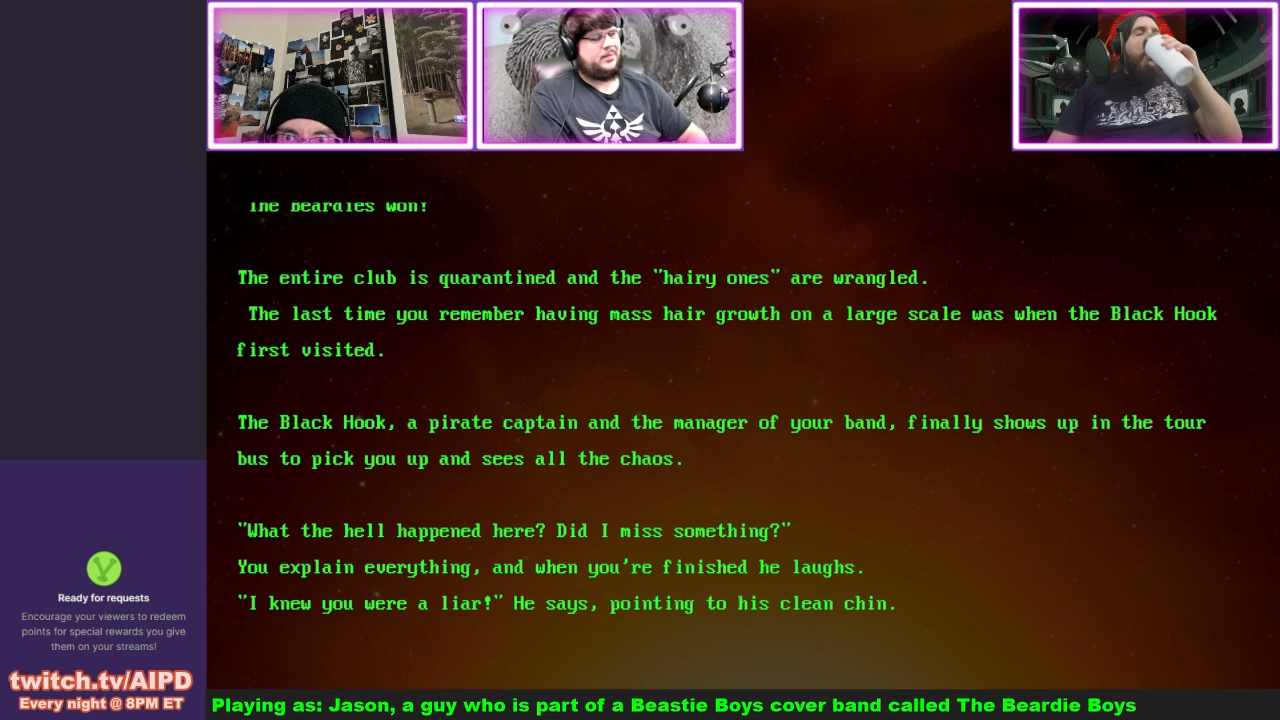 The Beardies won!
The entire club is quarantined and the "hairy ones" are wrangled.
The last time you remember having mass hair growth on a large scale was when the Black Hook
first visited.
The Black Hook, a pirate captain and the manager of your band, finally shows up in the tour
bus to pick you up and sees all the chaos.
"What the hell happened here? Did I miss something?"
You explain everything, and when you're finished he laughs.
"I knew you were a liar!" He says, pointing to his clean chin.
Ready for requests
Encourage your viewers to redeem
points for special rewards you give
them on your streams!
twitch.tv/AIPD
Every night @ 8PM ET
Playing as: Jason, a guy who is part of a Beastie Boys cover band called The Beardie Boys